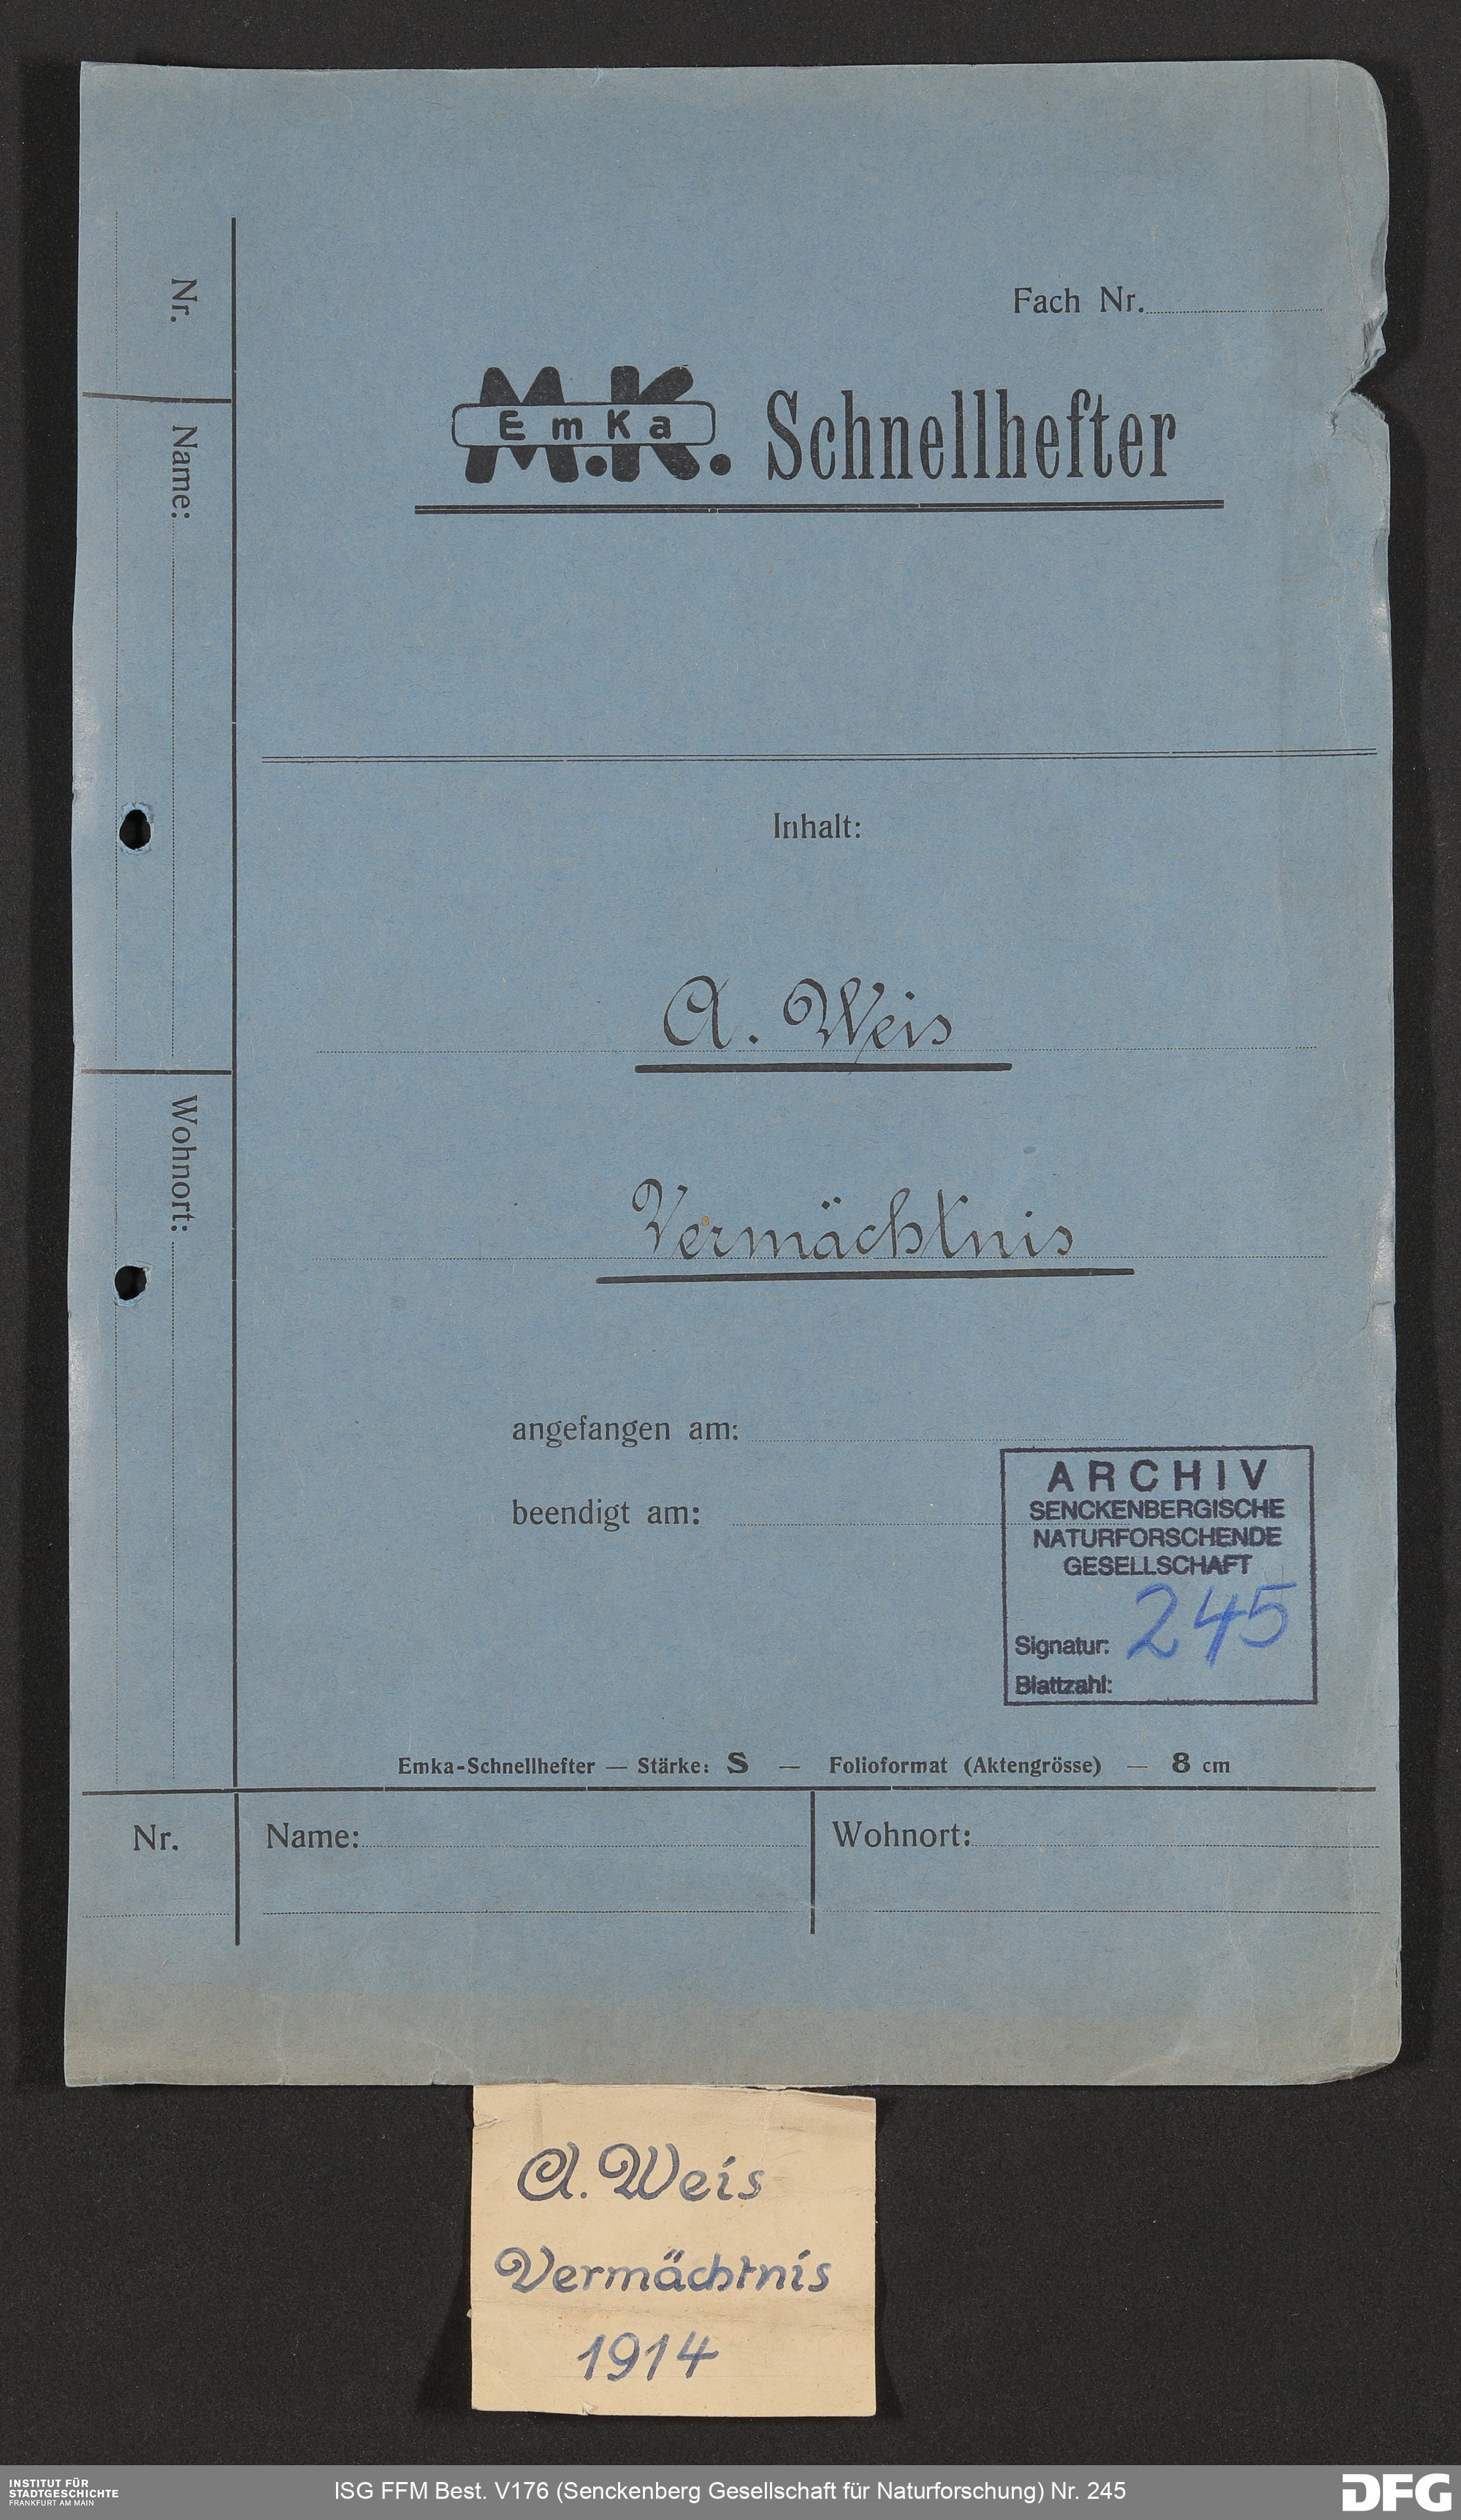 Fach Nr.
M.K. EmKa Schnellhefter
Nr.
Name:
Wohnort:
Inhalt:
A. Weis
Vermächtnis
angefangen am:
beendigt am:
ARCHIV
SENCKENBERGISCHE
NATURFORSCHENDE
GESELLSCHAFT
Signatur: 245
Blattzahl:
Emka-Schnellhefter — Stärke: S — Folioformat (Aktengrösse) — 8 cm
Nr. Name: Wohnort:
A. Weis
Vermächtnis
1914
INSTITUT FÜR
STADTGESCHICHTE
FRANKFURT AM MAIN
ISG FFM Best. V176 (Senckenberg Gesellschaft für Naturforschung) Nr. 245
DFG